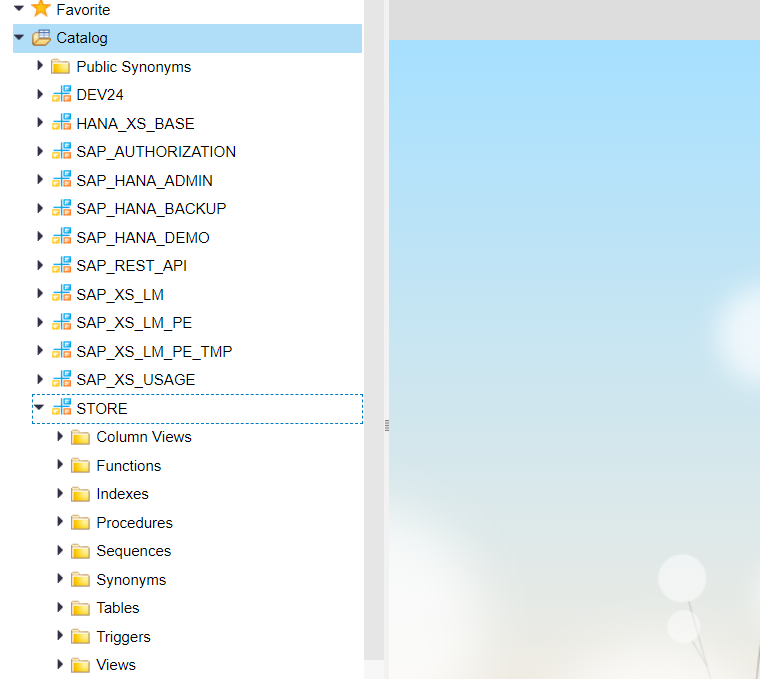 Favorite
Catalog
Public Synonyms
DEV24
HANA_XS_BASE
SAP_AUTHORIZATION
SAP_HANA_ADMIN
SAP_HANA_BACKUP
SAP_HANA_DEMO
SAP_REST_API
SAP_XS_LM
SAP_XS_LM_PE
SAP_XS_LM_PE_TMP
SAP_XS_USAGE
STORE
Column Views
Functions
Indexes
Procedures
Sequences
Synonyms
Tables
Triggers
Views